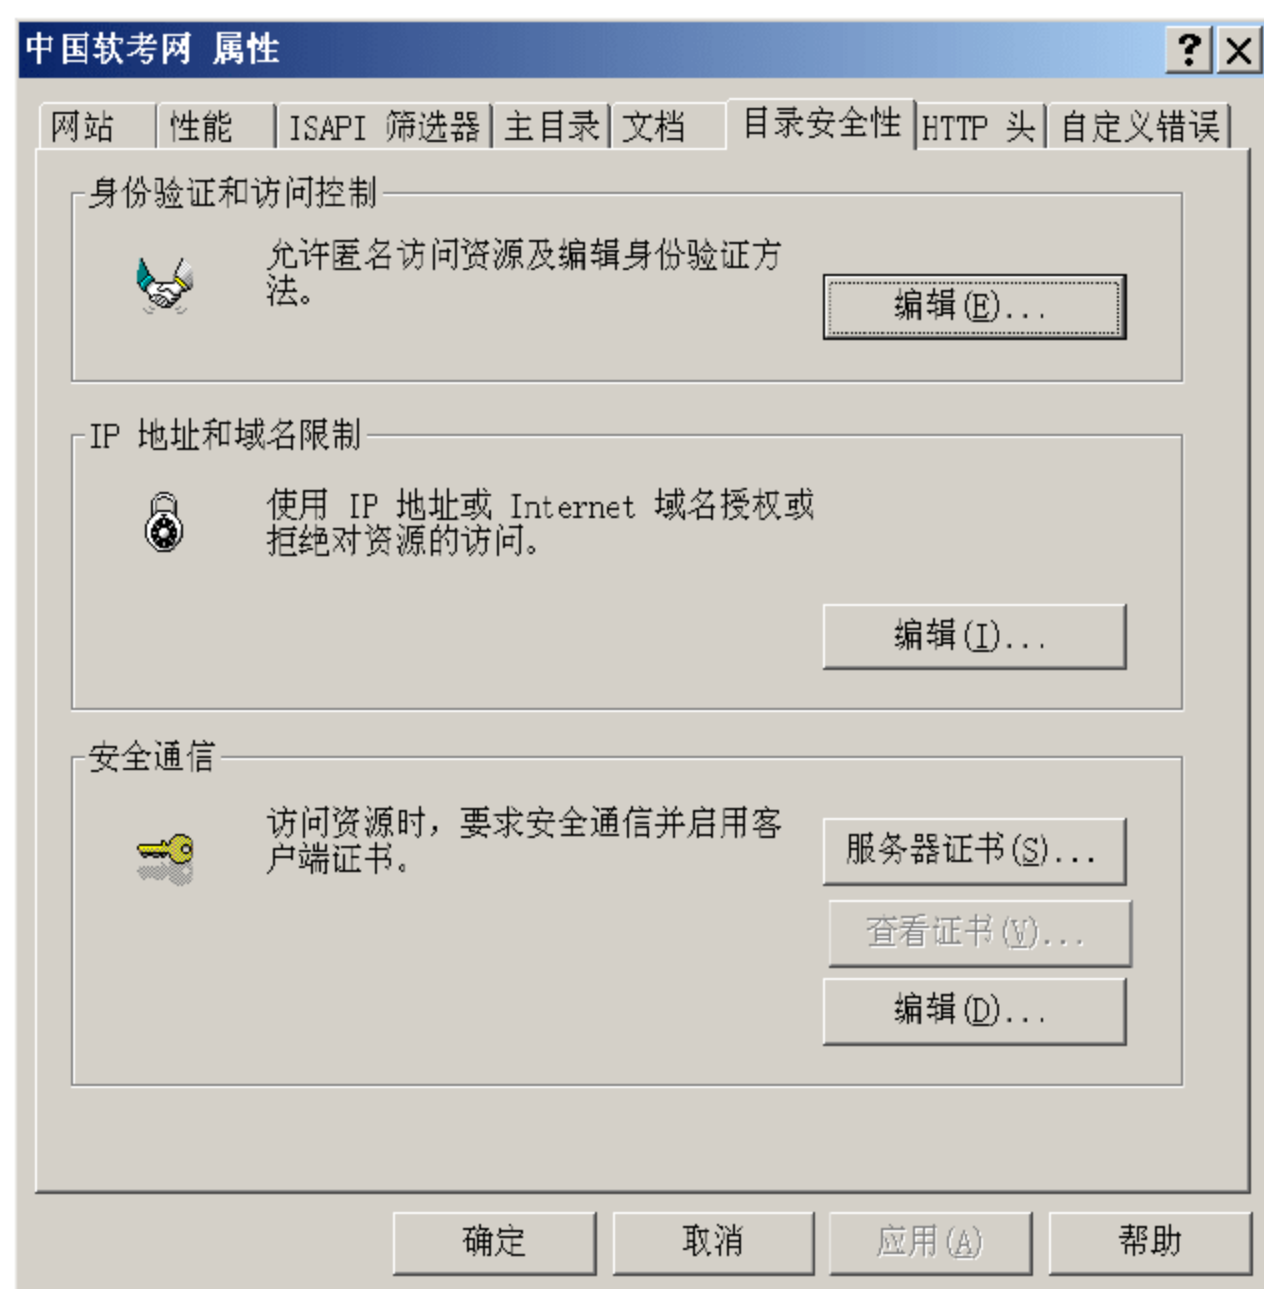 中国软考网 属性
网站 性能 ISAPI 筛选器 主目录 文档 目录安全性 HTTP 头 自定义错误
身份验证和访问控制
允许匿名访问资源及编辑身份验证方
法。
编辑(E)...
IP 地址和域名限制
使用 IP 地址或 Internet 域名授权或
拒绝对资源的访问。
编辑(I)...
安全通信
访问资源时，要求安全通信并启用客
户端证书。
服务器证书(S)...
查看证书(V)...
编辑(D)...
确定 取消 应用(A) 帮助